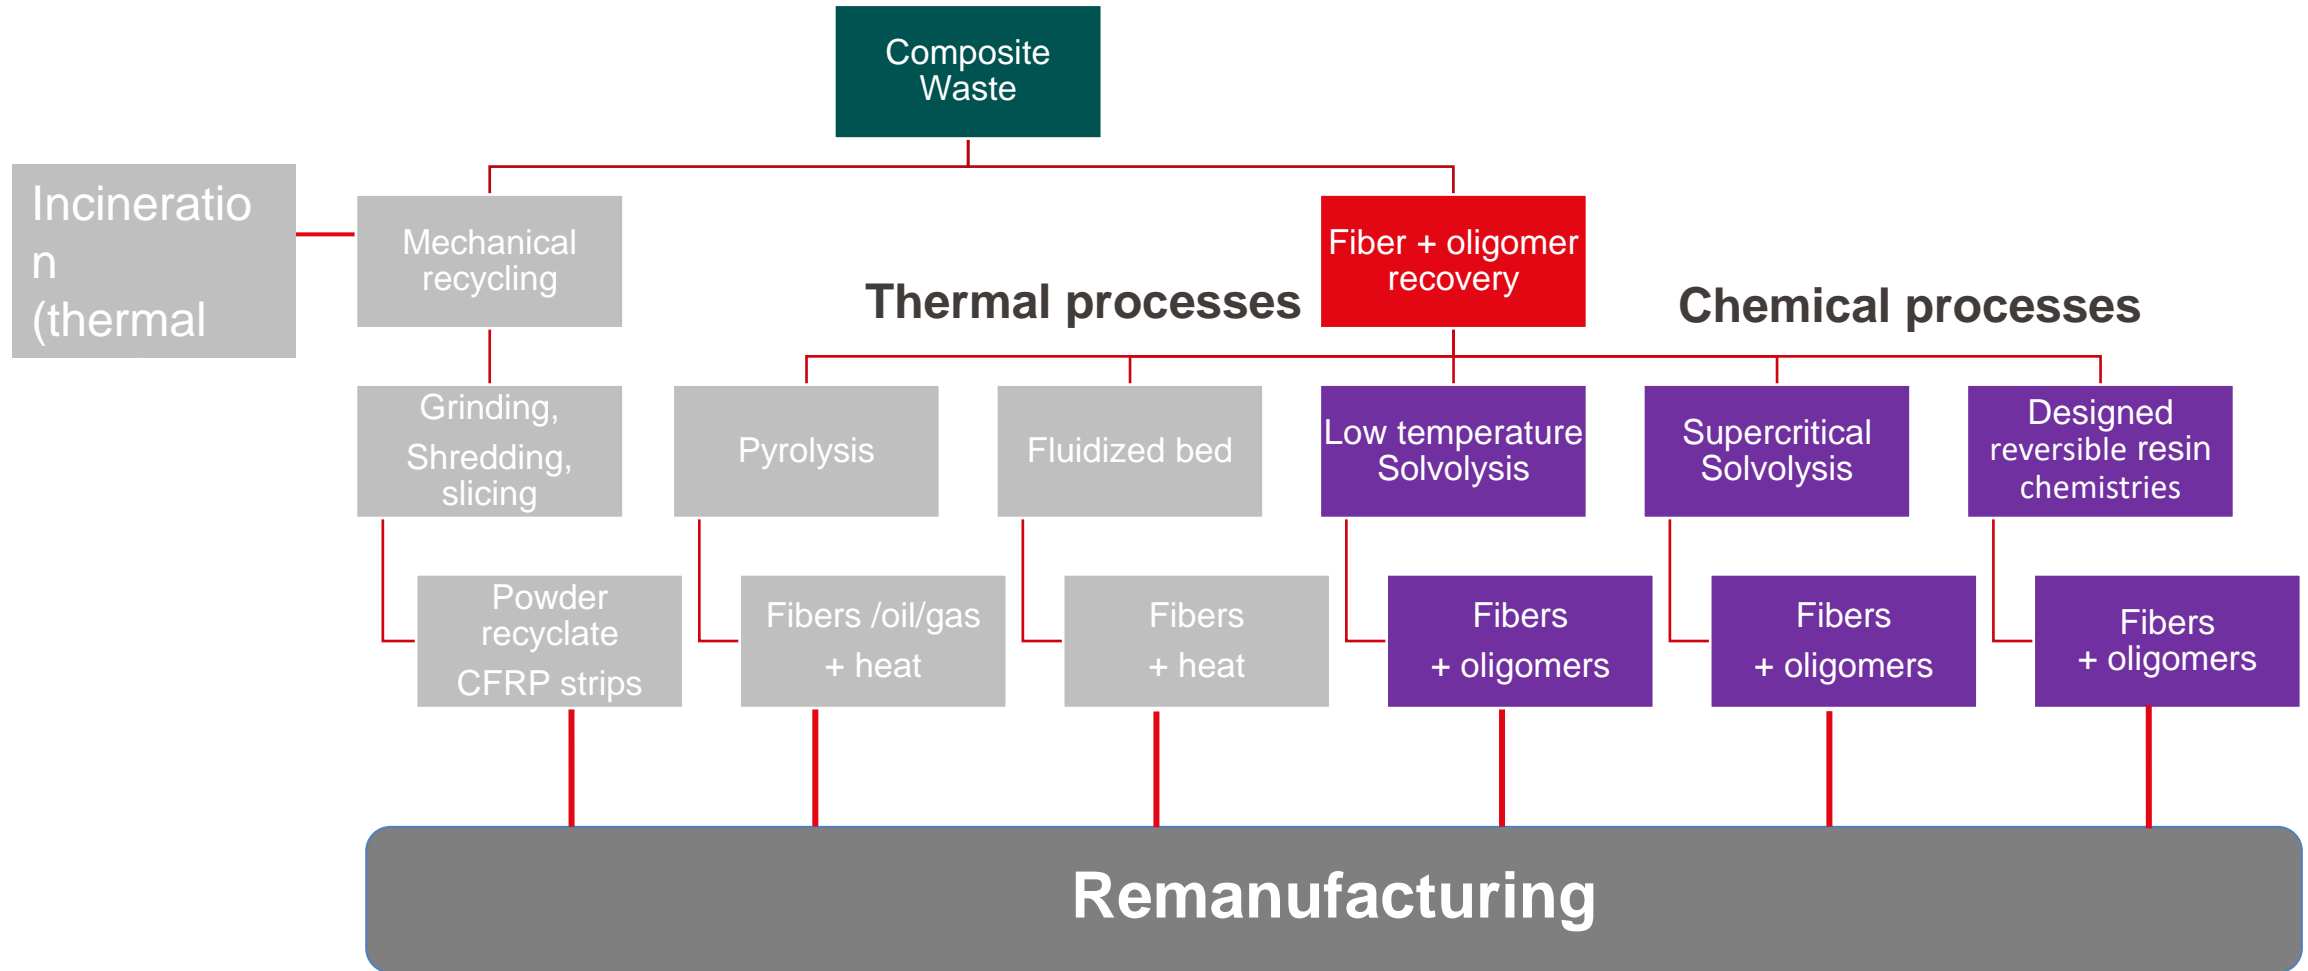 Composite
Waste
Incineratio
n
(thermal
Mechanical
recycling
Fiber + oligomer
recovery
Thermal processes
Chemical processes
Grinding,
Shredding,
slicing
Pyrolysis
Fluidized bed
Low temperature
Solvolysis
Supercritical
Solvolysis
Designed
reversible resin
chemistries
Powder
recyclate
CFRP strips
Fibers /oil/gas
+ heat
Fibers
+ heat
Fibers
+ oligomers
Fibers
+ oligomers
Fibers
+ oligomers
Remanufacturing